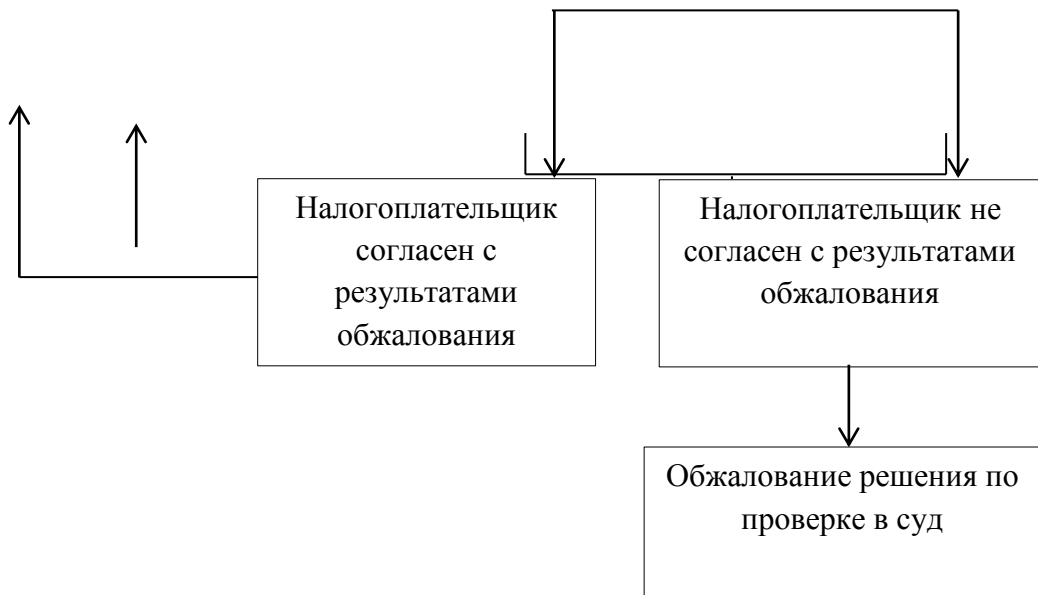 Налогоплательщик
согласен с
результатами
обжалования
Налогоплательщик не
согласен с результатами
обжалования
Обжалование решения по
проверке в суд